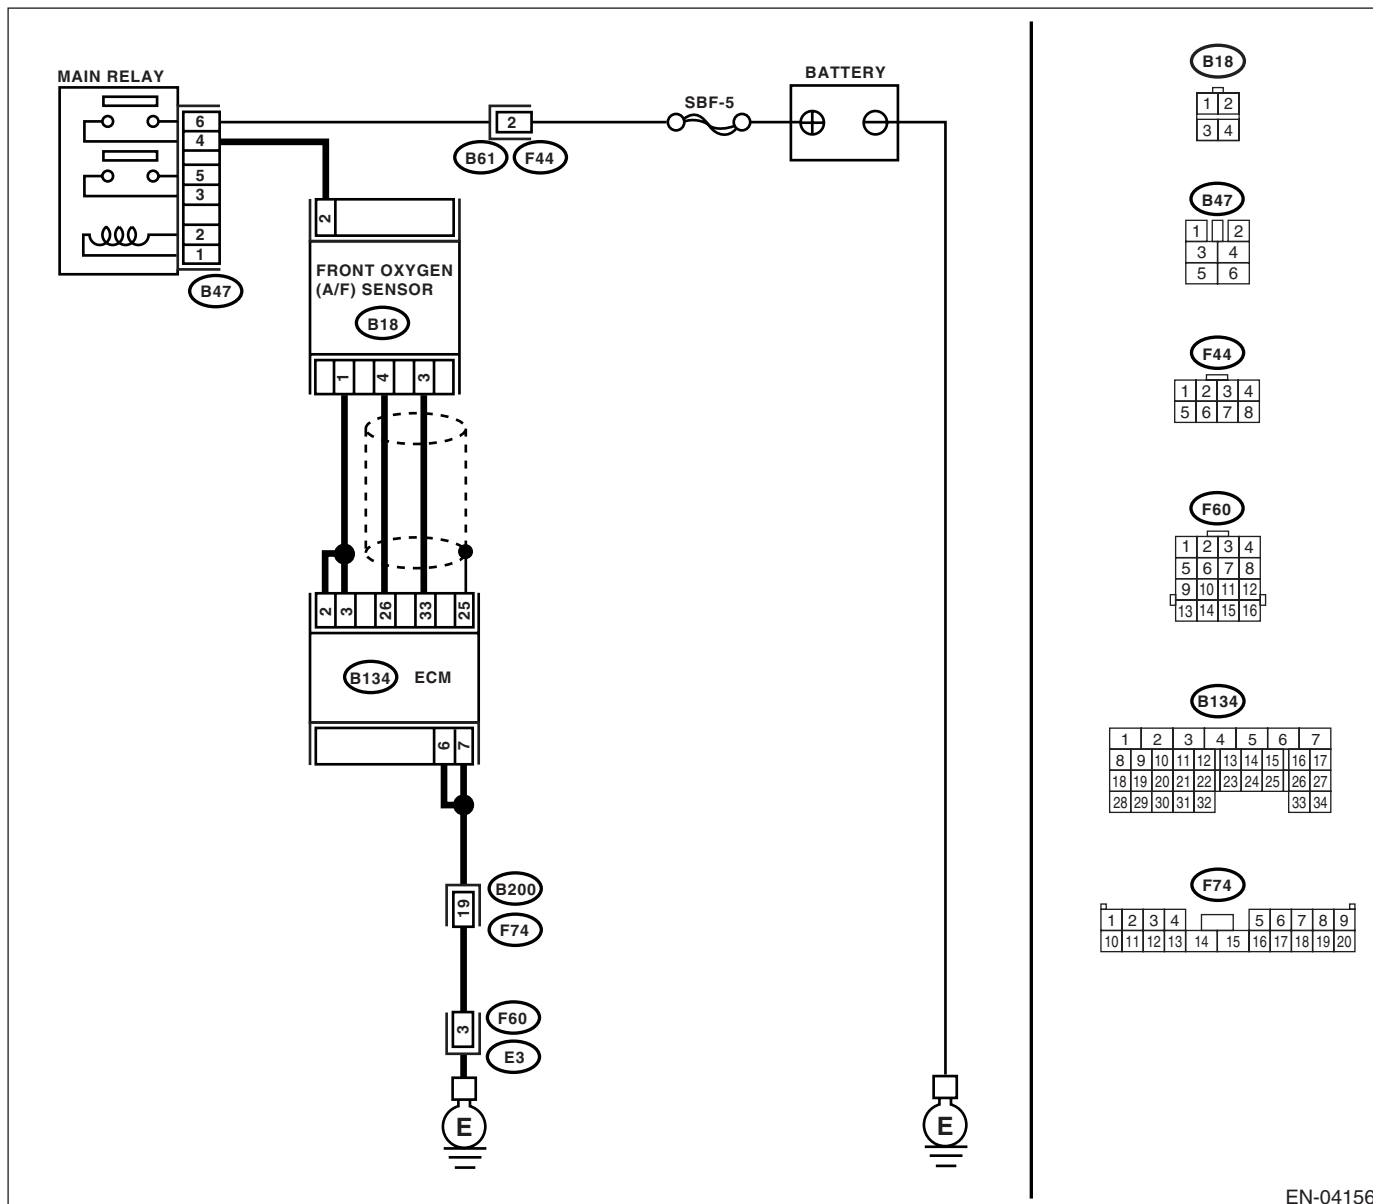 MAIN RELAY
6
4
5
3
2
1
B47
2
B61 F44
SBF-5
BATTERY
2
FRONT OXYGEN
(A/F) SENSOR
B18
1 4 3
2 3 26 33 25
B134 ECM
6 7
19
B200
F74
3
F60
E3
E
E
B18
1 2
3 4
B47
1 2
3 4
5 6
F44
1 2 3 4
5 6 7 8
F60
1 2 3 4
5 6 7 8
9 10 11 12
13 14 15 16
B134
1 2 3 4 5 6 7
8 9 10 11 12 13 14 15 16 17
18 19 20 21 22 23 24 25 26 27
28 29 30 31 32 33 34
F74
1 2 3 4 5 6 7 8 9
10 11 12 13 14 15 16 17 18 19 20
EN-04156